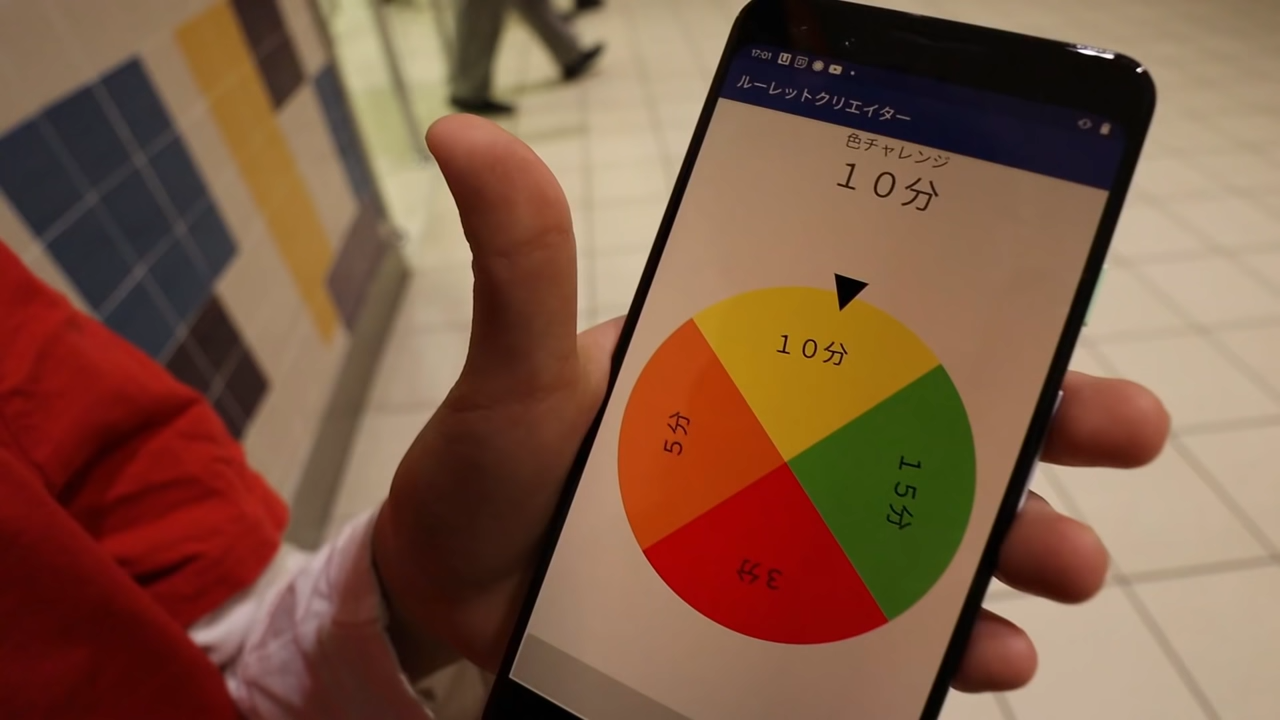 17:01
ルーレットクリエイター
色チャレンジ
１０分
１０分
５分
１５分
３分